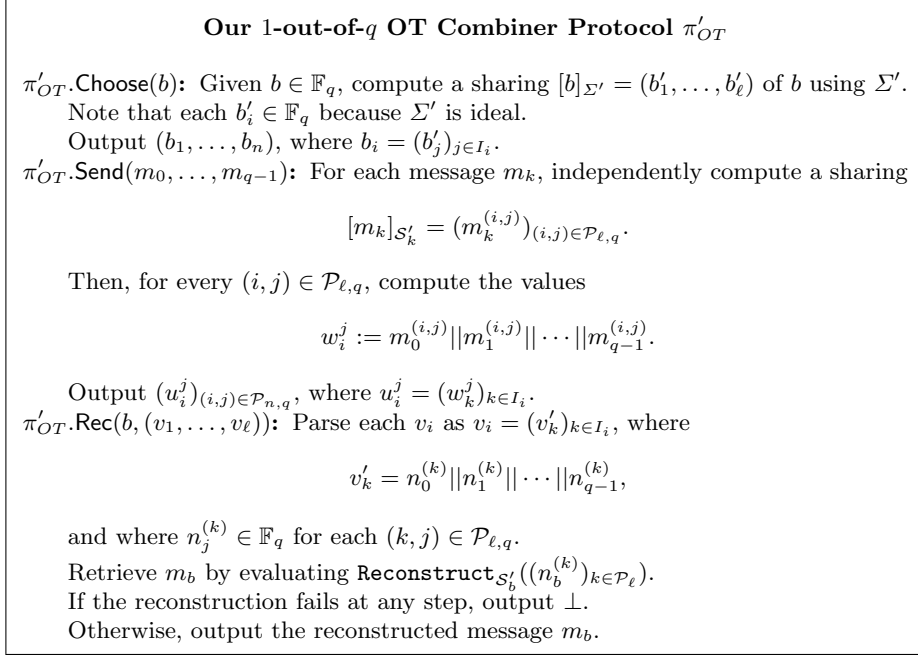 Our 1-out-of-q OT Combiner Protocol π′_OT
π′_OT.Choose(b): Given b ∈ 𝔽_q, compute a sharing [b]_Σ′ = (b′_1, . . . , b′_ℓ) of b using Σ′.
Note that each b′_i ∈ 𝔽_q because Σ′ is ideal.
Output (b_1, . . . , b_n), where b_i = (b′_j)_{j∈I_i}.
π′_OT.Send(m_0, . . . , m_{q−1}): For each message m_k, independently compute a sharing
[m_k]_{𝒮′_k} = (m_k^{(i,j)})_{(i,j)∈𝒫_{ℓ,q}}.
Then, for every (i, j) ∈ 𝒫_{ℓ,q}, compute the values
w_i^j := m_0^{(i,j)}||m_1^{(i,j)}|| · · · ||m_{q−1}^{(i,j)}.
Output (u_i^j)_{(i,j)∈𝒫_{n,q}}, where u_i^j = (w_k^j)_{k∈I_i}.
π′_OT.Rec(b, (v_1, . . . , v_ℓ)): Parse each v_i as v_i = (v′_k)_{k∈I_i}, where
v′_k = n_0^{(k)}||n_1^{(k)}|| · · · ||n_{q−1}^{(k)},
and where n_j^{(k)} ∈ 𝔽_q for each (k, j) ∈ 𝒫_{ℓ,q}.
Retrieve m_b by evaluating Reconstruct_{𝒮′_b}((n_b^{(k)})_{k∈𝒫_ℓ}).
If the reconstruction fails at any step, output ⊥.
Otherwise, output the reconstructed message m_b.